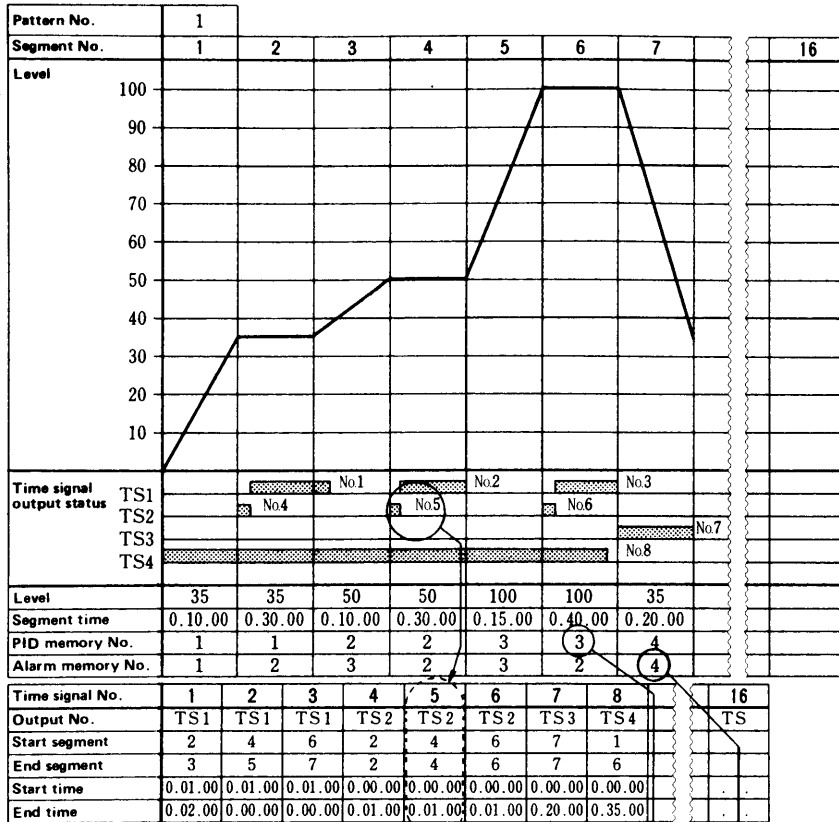 Pattern No. 1
Segment No. 1 2 3 4 5 6 7 16
Level
100
90
80
70
60
50
40
30
20
10
Time signal output status
TS1 No.1 No.2 No.3
TS2 No.4 No.5 No.6
TS3 No.7
TS4 No.8
Level 35 35 50 50 100 100 35
Segment time 0.10.00 0.30.00 0.10.00 0.30.00 0.15.00 0.40.00 0.20.00
PID memory No. 1 1 2 2 3 3 4
Alarm memory No. 1 2 3 2 3 2 4
Time signal No. 1 2 3 4 5 6 7 8 16
Output No. TS1 TS1 TS1 TS2 TS2 TS2 TS3 TS4 TS
Start segment 2 4 6 2 4 6 7 1
End segment 3 5 7 2 4 6 7 6
Start time 0.01.00 0.01.00 0.01.00 0.00.00 0.00.00 0.00.00 0.00.00 0.00.00 . .
End time 0.02.00 0.00.00 0.00.00 0.01.00 0.01.00 0.01.00 0.20.00 0.35.00 . .